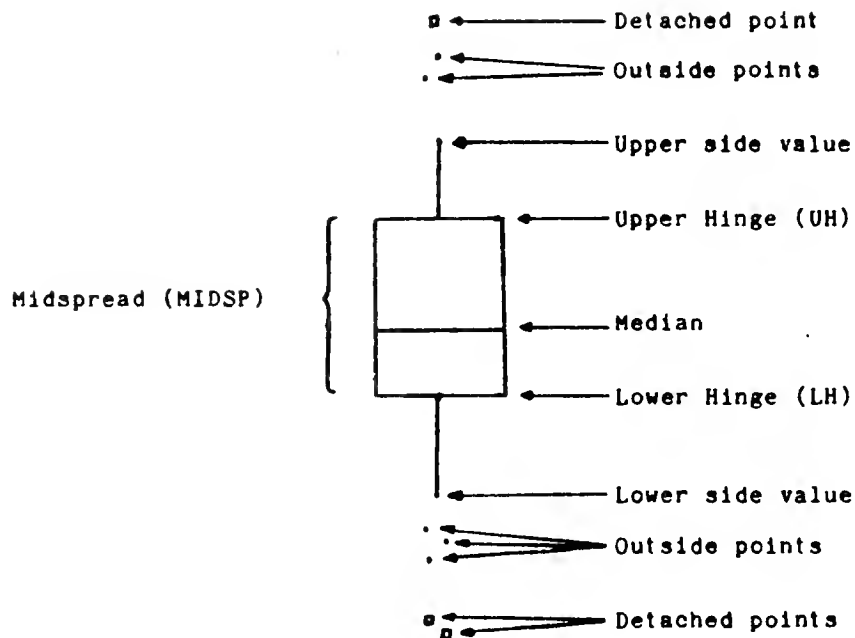 Detached point
Outside points
Upper side value
Upper Hinge (UH)
Midspread (MIDSP)
Median
Lower Hinge (LH)
Lower side value
Outside points
Detached points